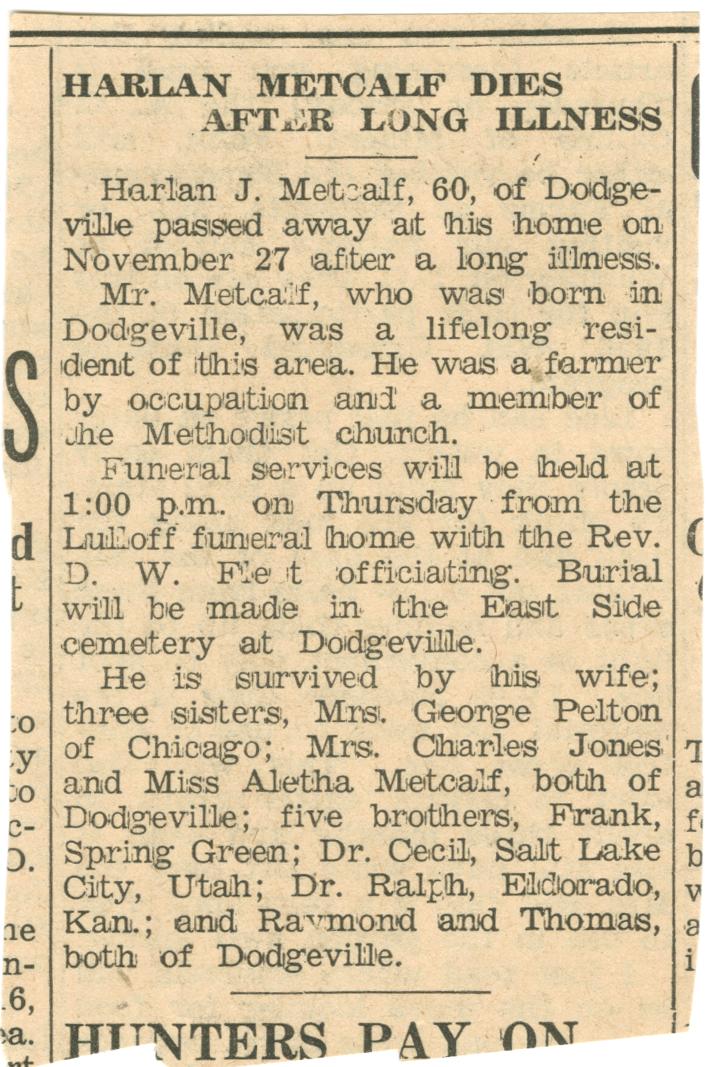 HARLAN METCALF DIES
AFTER LONG ILLNESS
Harlan J. Metcalf, 60, of Dodge-
ville passed away at his home on
November 27 after a long illness.
Mr. Metcalf, who was born in
Dodgeville, was a lifelong resi-
dent of this area. He was a farmer
by occupation and a member of
the Methodist church.
Funeral services will be held at
1:00 p.m. on Thursday from the
Lulloff funeral home with the Rev.
D. W. officiating. Burial
will be made in the East Side
cemetery at Dodgeville.
He is survived by his wife;
three sisters, Mrs. George Pelton
of Chicago; Mrs. Charles Jones
and Miss Aletha Metcalf, both of
Dodgeville; five brothers, Frank,
Spring Green; Dr. Cecil, Salt Lake
City, Utah; Dr. Ralph, Eldorado,
Kan.; and Raymond and Thomas,
both of Dodgeville.
HUNTERS PAY ON